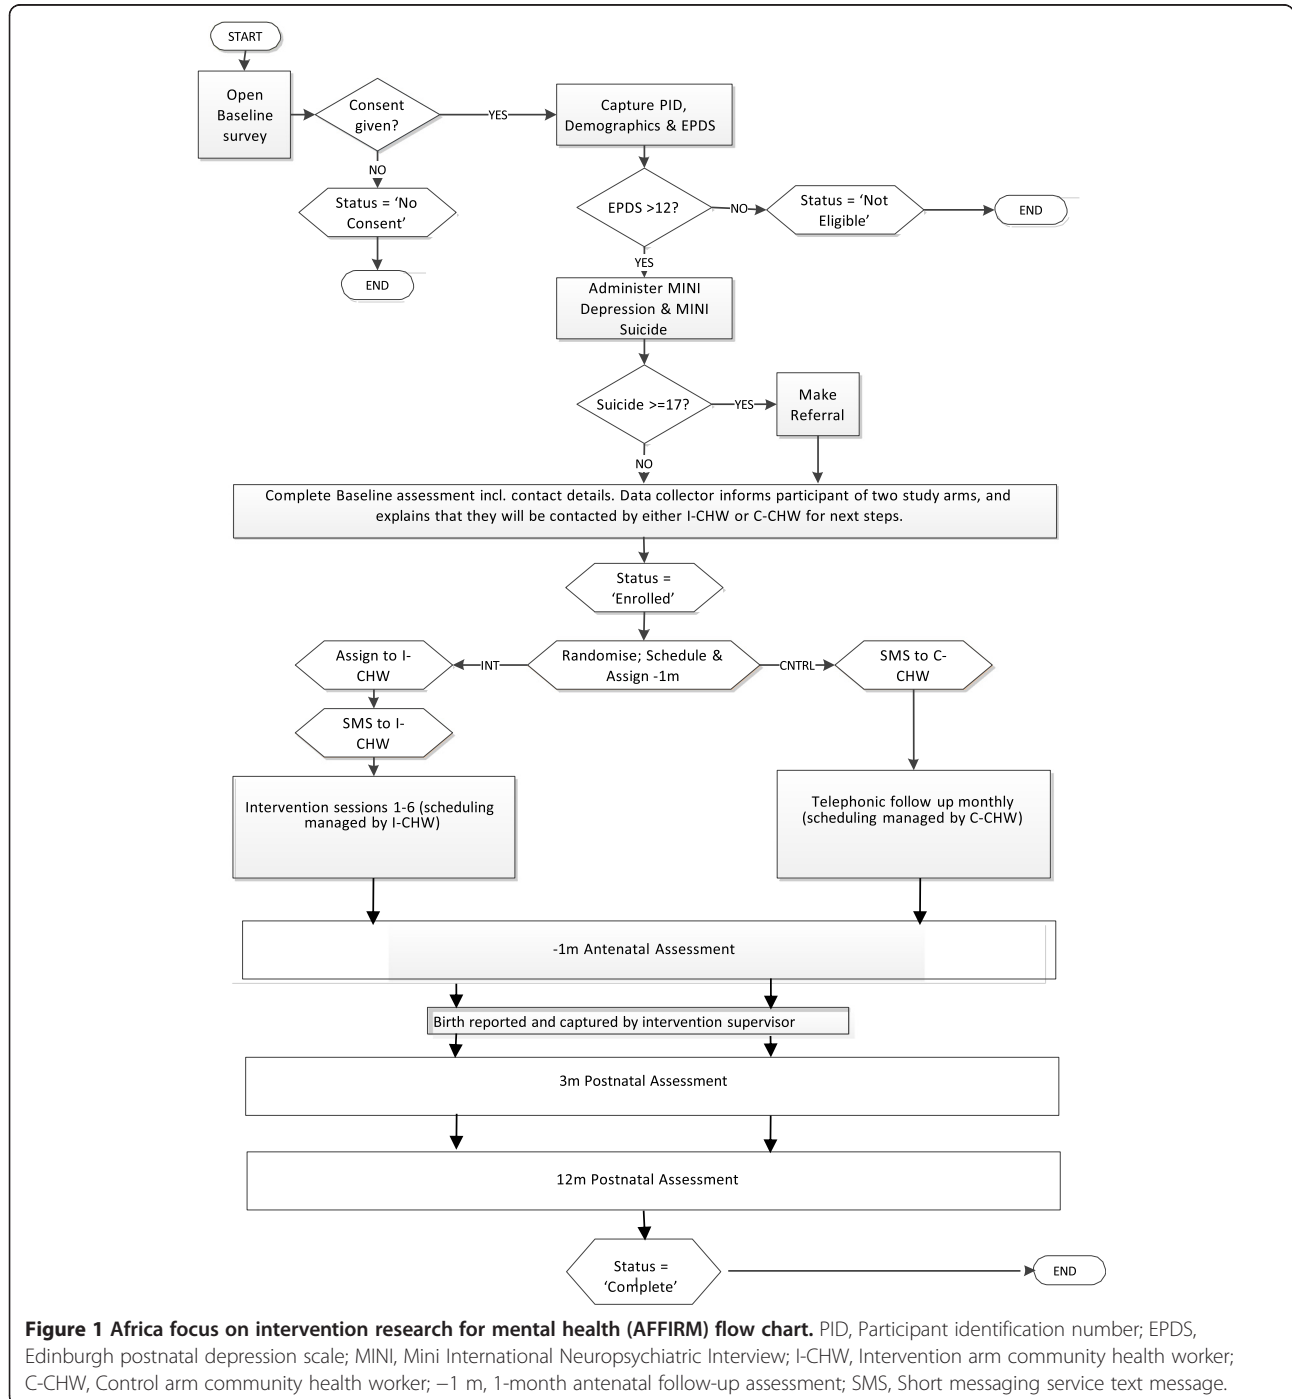 START
Open
Baseline
survey
Consent
given?
YES
Capture PID,
Demographics & EPDS
NO
Status = ‘No
Consent’
END
EPDS >12?
NO
Status = ‘Not
Eligible’
END
YES
Administer MINI
Depression & MINI
Suicide
Suicide >=17?
YES
Make
Referral
NO
Complete Baseline assessment incl. contact details. Data collector informs participant of two study arms, and
explains that they will be contacted by either I-CHW or C-CHW for next steps.
Status =
‘Enrolled’
Assign to I-
CHW
INT
Randomise; Schedule &
Assign -1m
CNTRL
SMS to C-
CHW
SMS to I-
CHW
Intervention sessions 1-6 (scheduling
managed by I-CHW)
Telephonic follow up monthly
(scheduling managed by C-CHW)
-1m Antenatal Assessment
Birth reported and captured by intervention supervisor
3m Postnatal Assessment
12m Postnatal Assessment
Status =
‘Complete’
END
Figure 1 Africa focus on intervention research for mental health (AFFIRM) flow chart. PID, Participant identification number; EPDS,
Edinburgh postnatal depression scale; MINI, Mini International Neuropsychiatric Interview; I-CHW, Intervention arm community health worker;
C-CHW, Control arm community health worker; −1 m, 1-month antenatal follow-up assessment; SMS, Short messaging service text message.